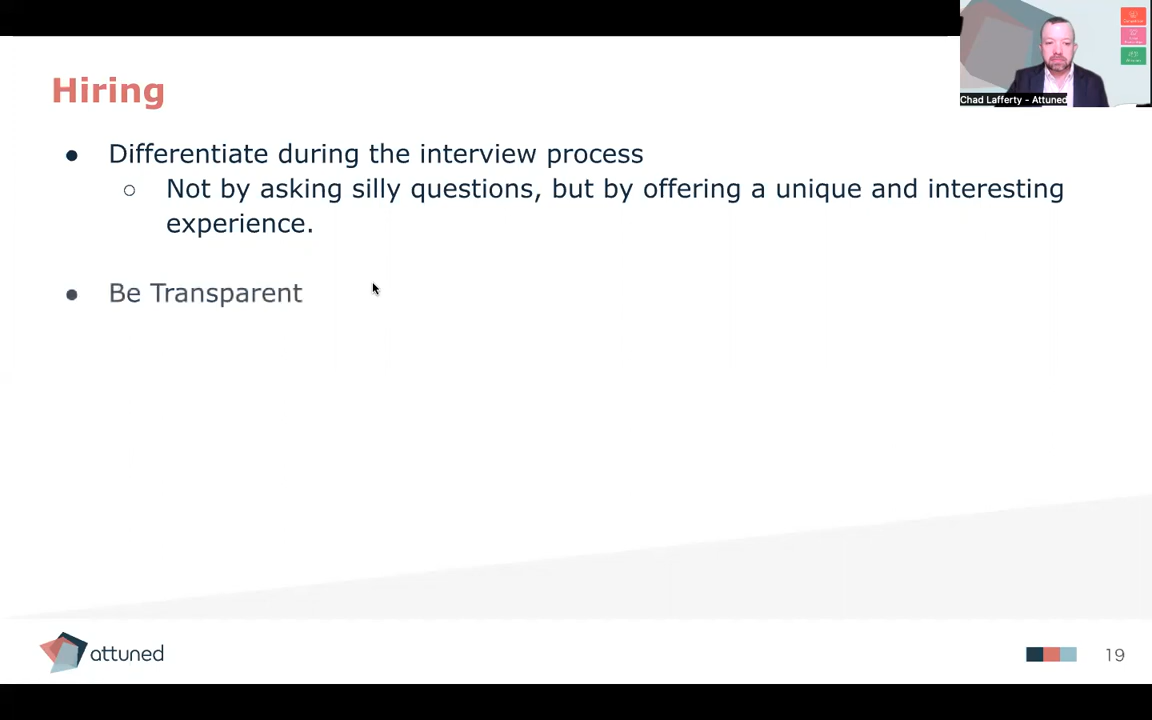 Hiring
● Differentiate during the interview process
○ Not by asking silly questions, but by offering a unique and interesting
experience.
● Be Transparent
Chad Lafferty - Attuned
attuned
19